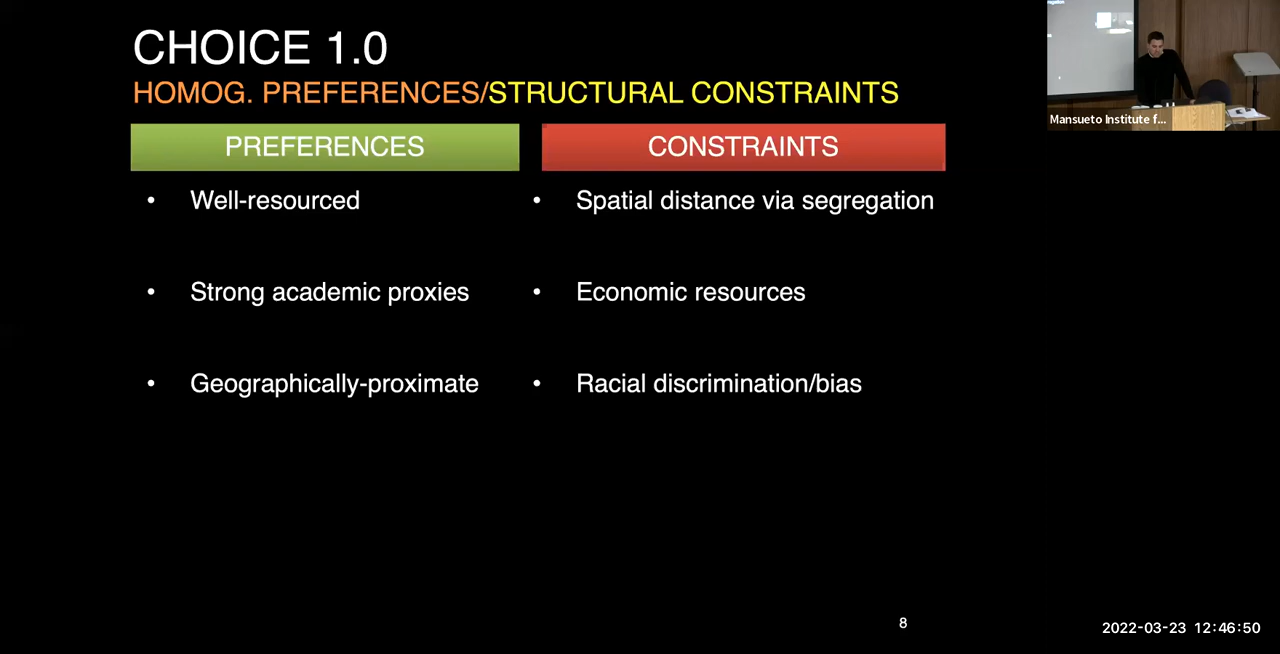 CHOICE 1.0
HOMOG. PREFERENCES/STRUCTURAL CONSTRAINTS
PREFERENCES
CONSTRAINTS
• Well-resourced
• Spatial distance via segregation
• Strong academic proxies
• Economic resources
• Geographically-proximate
• Racial discrimination/bias
Mansueto Institute f...
8
2022-03-23 12:46:50